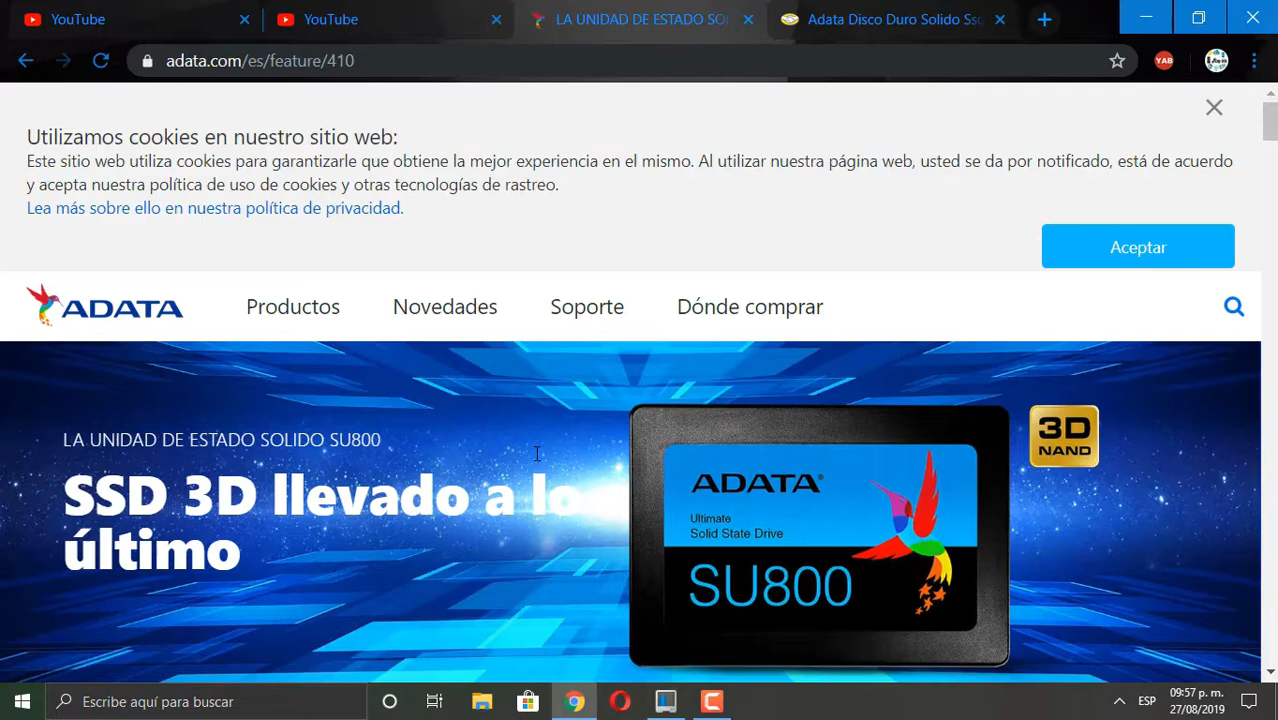 YouTube
YouTube
LA UNIDAD DE ESTADO SOL
Adata Disco Duro Solido Ssd
adata.com/es/feature/410
YAB
Utilizamos cookies en nuestro sitio web:
Este sitio web utiliza cookies para garantizarle que obtiene la mejor experiencia en el mismo. Al utilizar nuestra página web, usted se da por notificado, está de acuerdo
y acepta nuestra política de uso de cookies y otras tecnologías de rastreo.
Lea más sobre ello en nuestra política de privacidad.
Aceptar
ADATA
Productos
Novedades
Soporte
Dónde comprar
LA UNIDAD DE ESTADO SOLIDO SU800
SSD 3D llevado a lo
último
ADATA®
Ultimate
Solid State Drive
SU800
3D
NAND
Escribe aquí para buscar
ESP
09:57 p. m.
27/08/2019